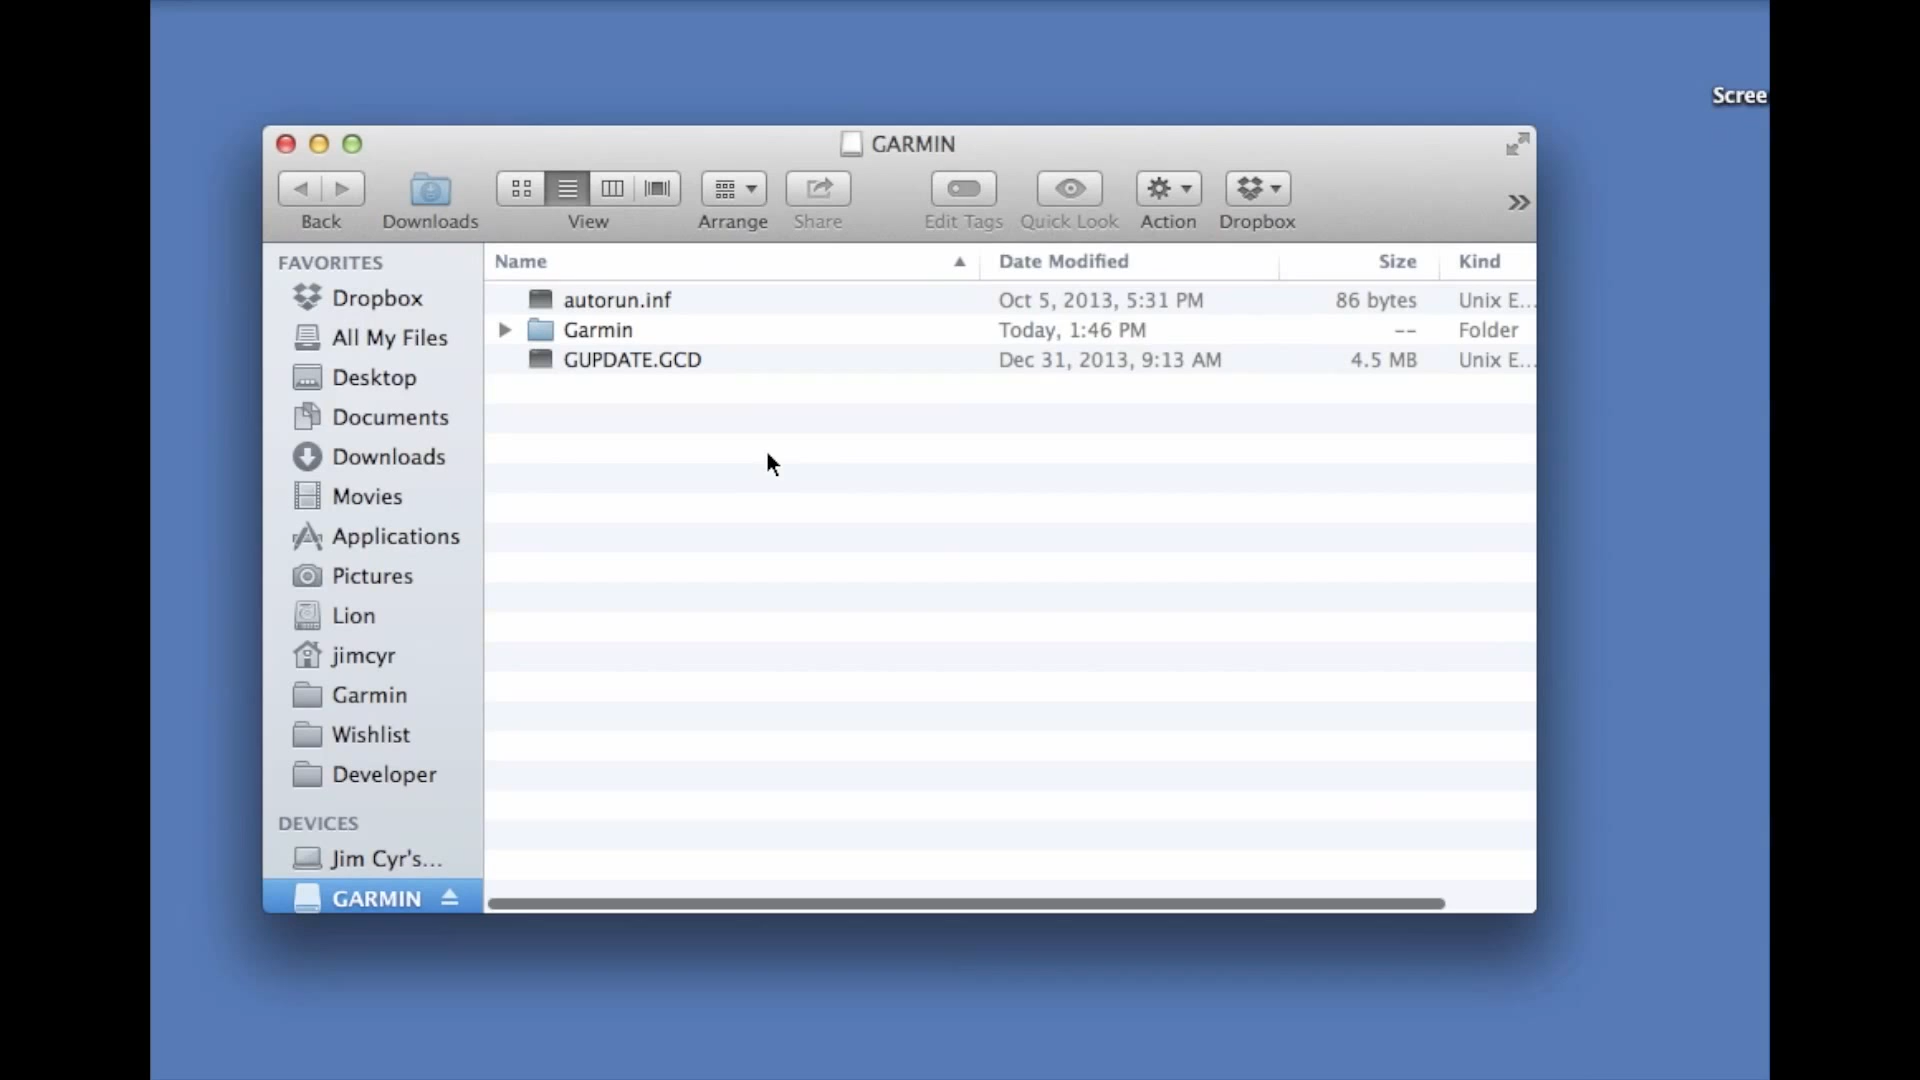 Scree
GARMIN
Back
Downloads
View
Arrange
Share
Edit Tags
Quick Look
Action
Dropbox
FAVORITES
Dropbox
All My Files
Desktop
Documents
Downloads
Movies
Applications
Pictures
Lion
jimcyr
Garmin
Wishlist
Developer
DEVICES
Jim Cyr's...
GARMIN
Name Date Modified Size Kind
autorun.inf Oct 5, 2013, 5:31 PM 86 bytes Unix E...
Garmin Today, 1:46 PM -- Folder
GUPDATE.GCD Dec 31, 2013, 9:13 AM 4.5 MB Unix E...